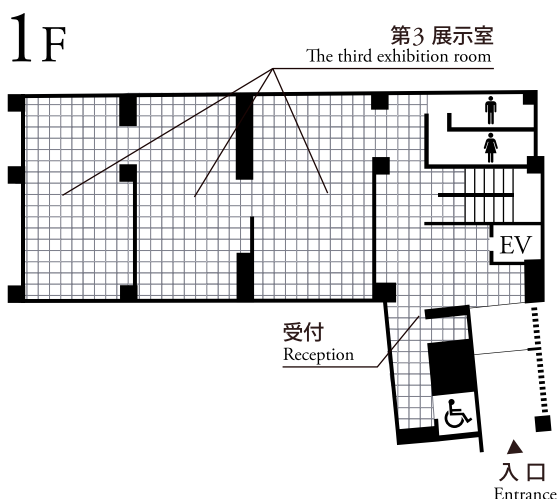 1F
第3 展示室
The third exhibition room
EV
受付
Reception
入口
Entrance